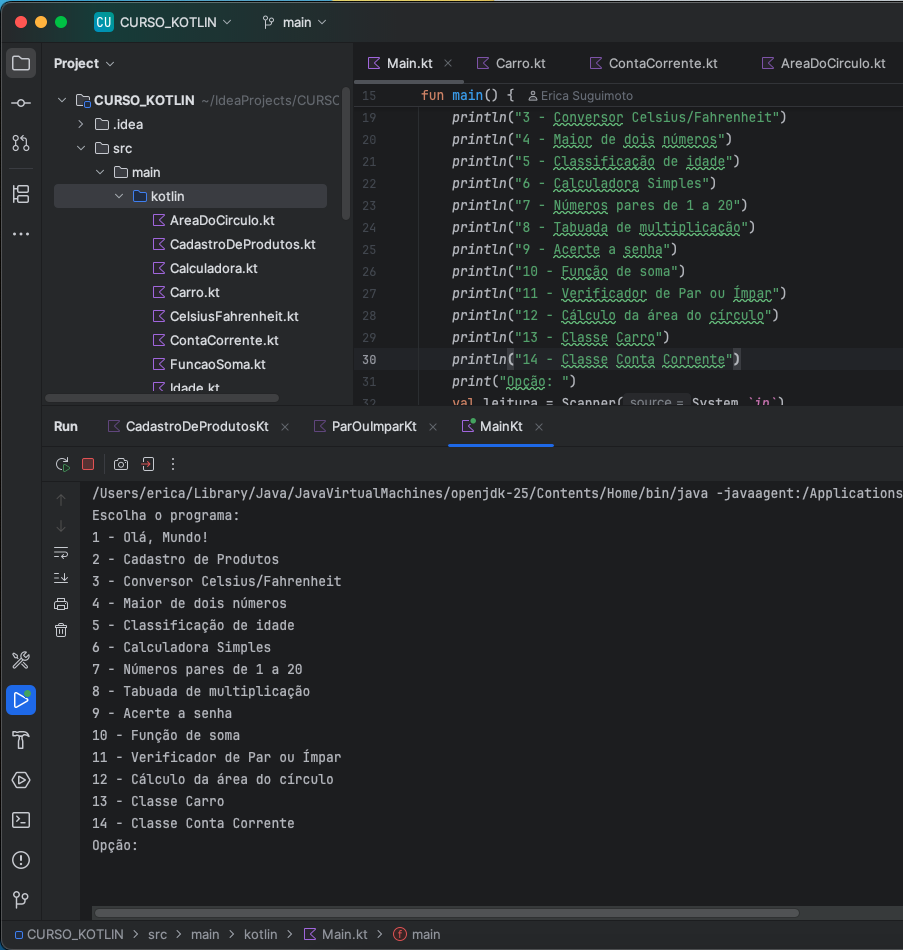 CU CURSO_KOTLIN main
Project
CURSO_KOTLIN ~/IdeaProjects/CURSO
.idea
src
main
kotlin
AreaDoCirculo.kt
CadastroDeProdutos.kt
Calculadora.kt
Carro.kt
CelsiusFahrenheit.kt
ContaCorrente.kt
FuncaoSoma.kt
Idade.kt
Main.kt Carro.kt ContaCorrente.kt AreaDoCirculo.kt
15 fun main() { Erica Suguimoto
19 println("3 - Conversor Celsius/Fahrenheit")
20 println("4 - Maior de dois números")
21 println("5 - Classificação de idade")
22 println("6 - Calculadora Simples")
23 println("7 - Números pares de 1 a 20")
24 println("8 - Tabuada de multiplicação")
25 println("9 - Acerte a senha")
26 println("10 - Função de soma")
27 println("11 - Verificador de Par ou Ímpar")
28 println("12 - Cálculo da área do círculo")
29 println("13 - Classe Carro")
30 println("14 - Classe Conta Corrente")
31 print("Opção: ")
32 val leitura = Scanner( source = System.`in`)
Run CadastroDeProdutosKt ParOuImparKt MainKt
/Users/erica/Library/Java/JavaVirtualMachines/openjdk-25/Contents/Home/bin/java -javaagent:/Applications
Escolha o programa:
1 - Olá, Mundo!
2 - Cadastro de Produtos
3 - Conversor Celsius/Fahrenheit
4 - Maior de dois números
5 - Classificação de idade
6 - Calculadora Simples
7 - Números pares de 1 a 20
8 - Tabuada de multiplicação
9 - Acerte a senha
10 - Função de soma
11 - Verificador de Par ou Ímpar
12 - Cálculo da área do círculo
13 - Classe Carro
14 - Classe Conta Corrente
Opção:
CURSO_KOTLIN > src > main > kotlin > Main.kt > main